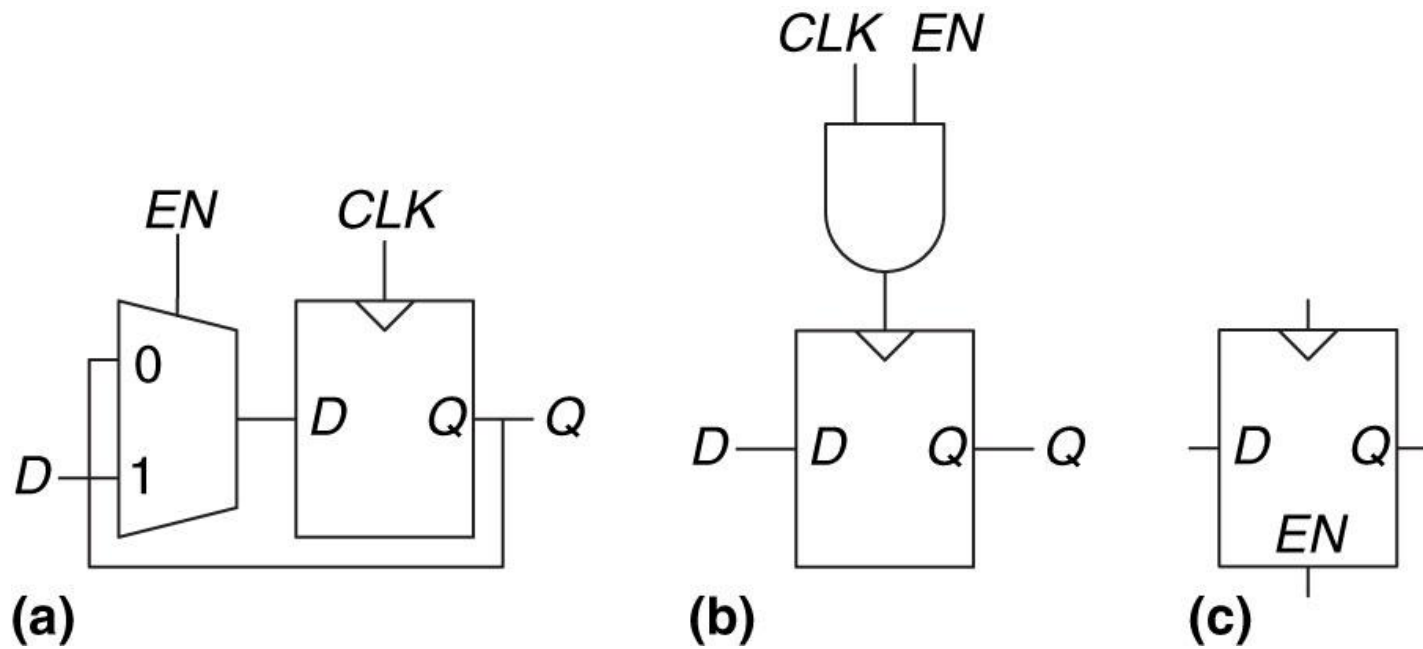 CLK EN
EN CLK
0
D Q Q
D 1
D D Q Q
D Q
EN
(a) (b) (c)